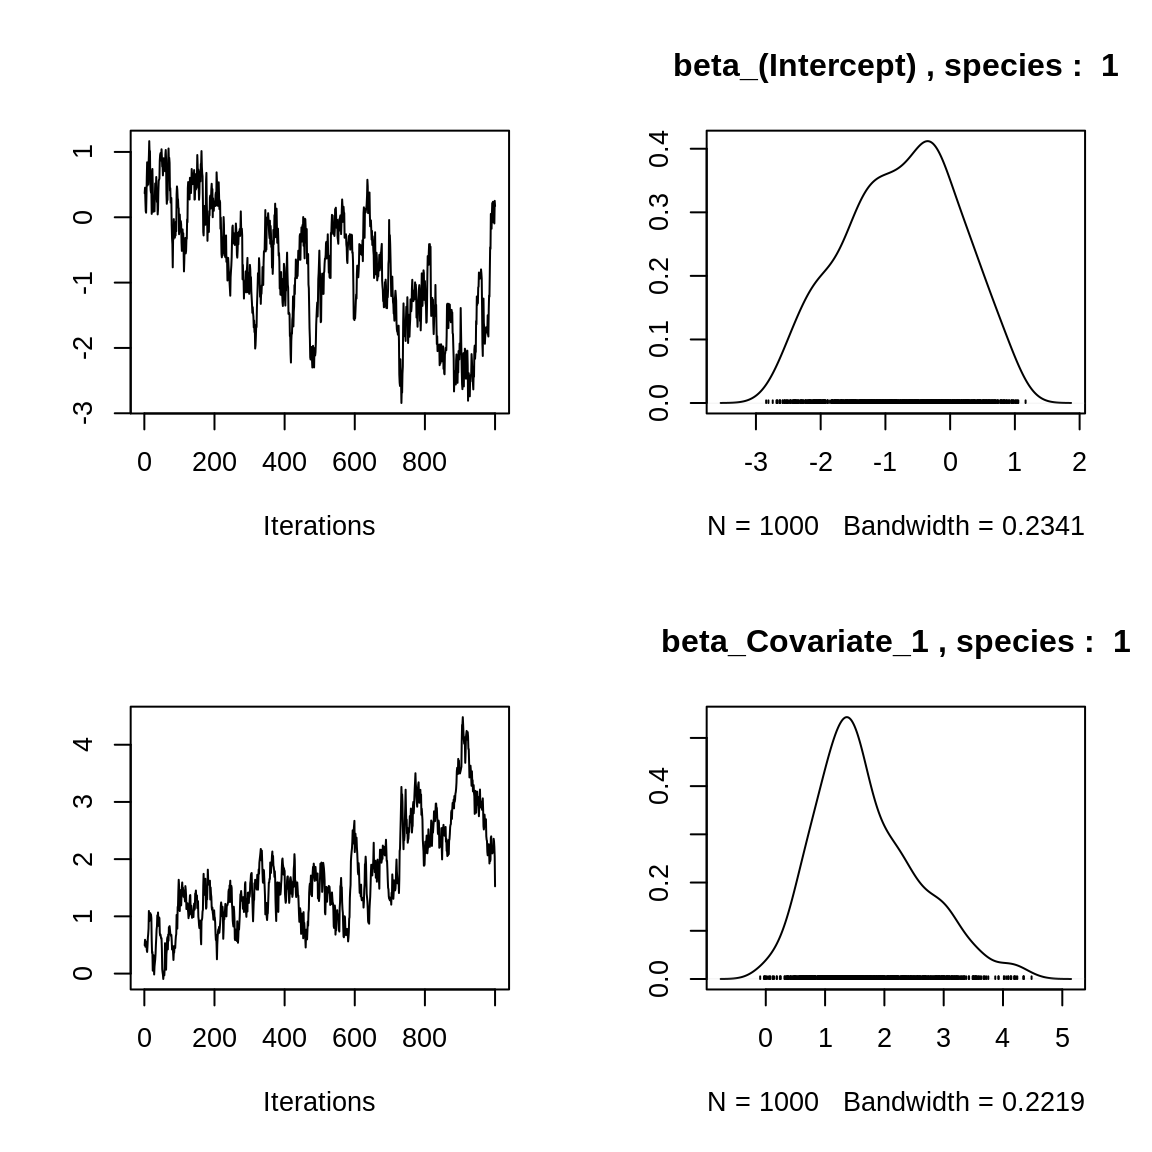 beta_(Intercept) , species :  1
1
0
-1
-2
-3
0 200 400 600 800
Iterations
0.4
0.3
0.2
0.1
0.0
-3 -2 -1 0 1 2
N = 1000   Bandwidth = 0.2341
beta_Covariate_1 , species :  1
4
3
2
1
0
0 200 400 600 800
Iterations
0.4
0.2
0.0
0 1 2 3 4 5
N = 1000   Bandwidth = 0.2219